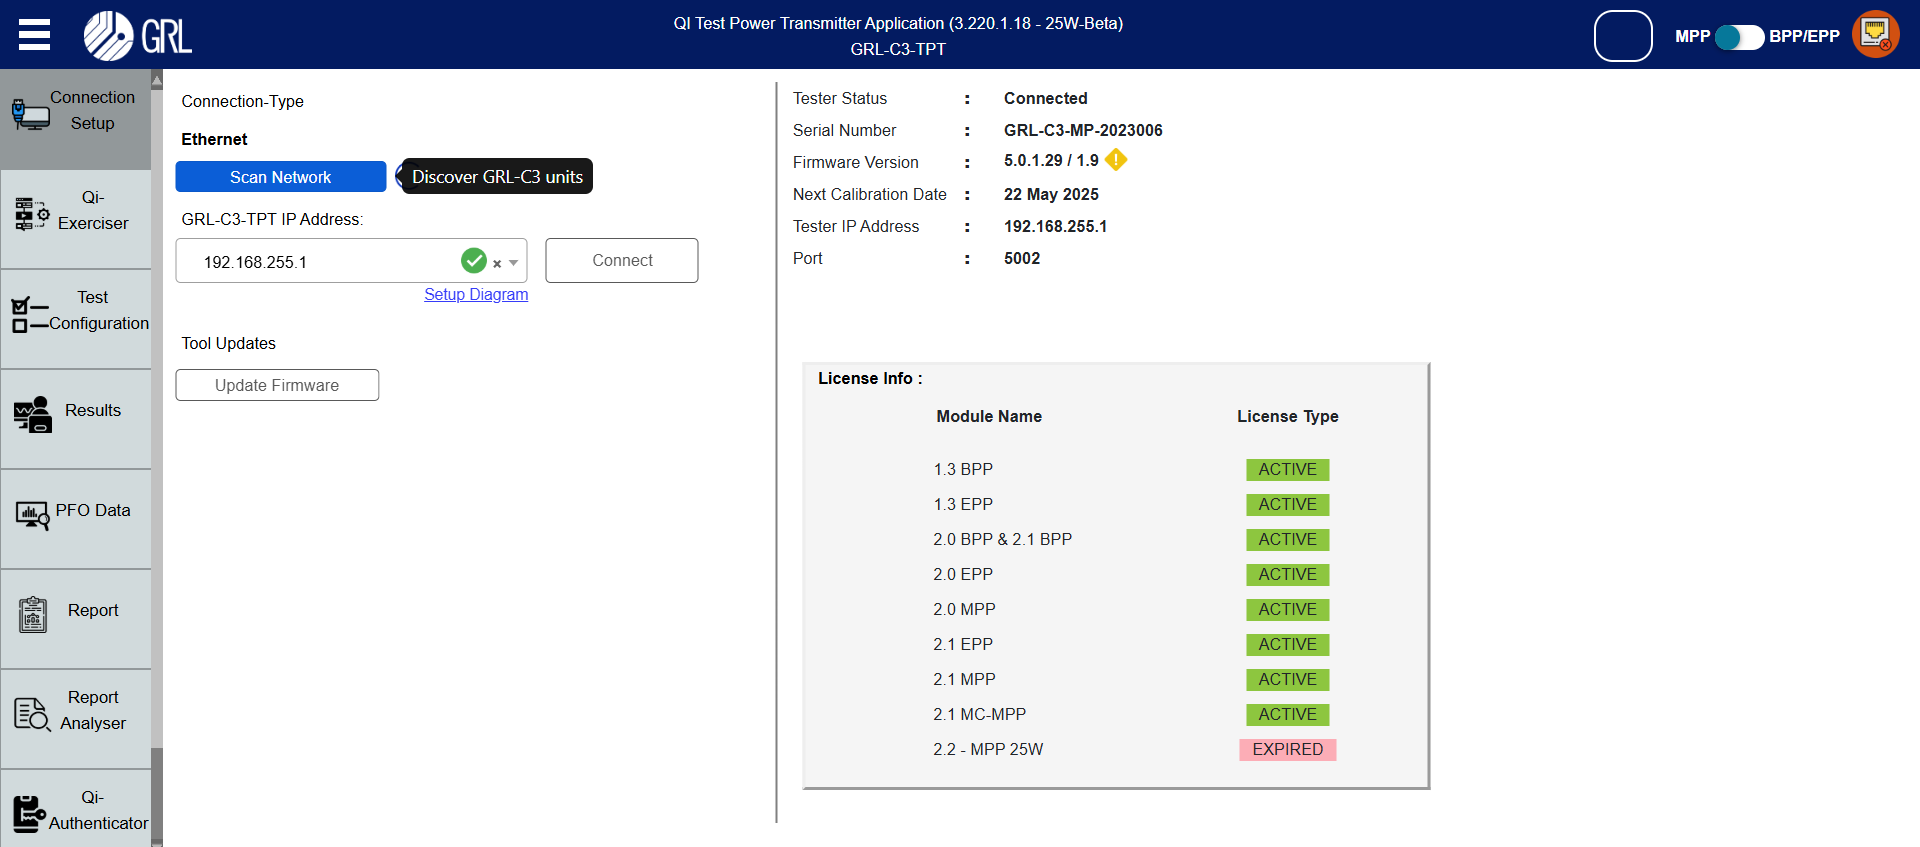 GRL
QI Test Power Transmitter Application (3.220.1.18 - 25W-Beta)
GRL-C3-TPT
MPP BPP/EPP
Connection
Setup
Qi-
Exerciser
Test
Configuration
Results
PFO Data
Report
Report
Analyser
Qi-
Authenticator
Connection-Type
Ethernet
Scan Network
Discover GRL-C3 units
GRL-C3-TPT IP Address:
192.168.255.1
Connect
Setup Diagram
Tool Updates
Update Firmware
Tester Status : Connected
Serial Number : GRL-C3-MP-2023006
Firmware Version : 5.0.1.29 / 1.9
Next Calibration Date : 22 May 2025
Tester IP Address : 192.168.255.1
Port : 5002
License Info :
Module Name License Type
1.3 BPP ACTIVE
1.3 EPP ACTIVE
2.0 BPP & 2.1 BPP ACTIVE
2.0 EPP ACTIVE
2.0 MPP ACTIVE
2.1 EPP ACTIVE
2.1 MPP ACTIVE
2.1 MC-MPP ACTIVE
2.2 - MPP 25W EXPIRED